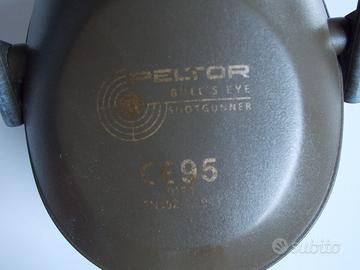 PELTOR
BULL'S EYE
SHOTGUNNER
CE95
subito